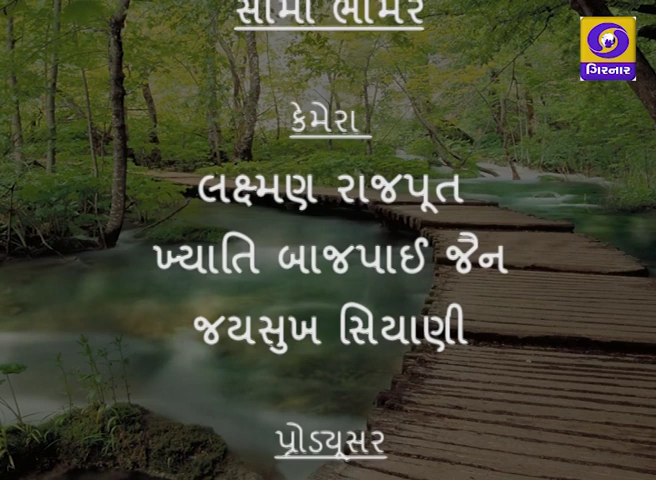 ગિરનાર
કેમેરા
લક્ષ્મણ રાજપૂત
ખ્યાતિ બાજપાઈ જૈન
જયસુખ સિયાણી
પ્રોડ્યૂસર